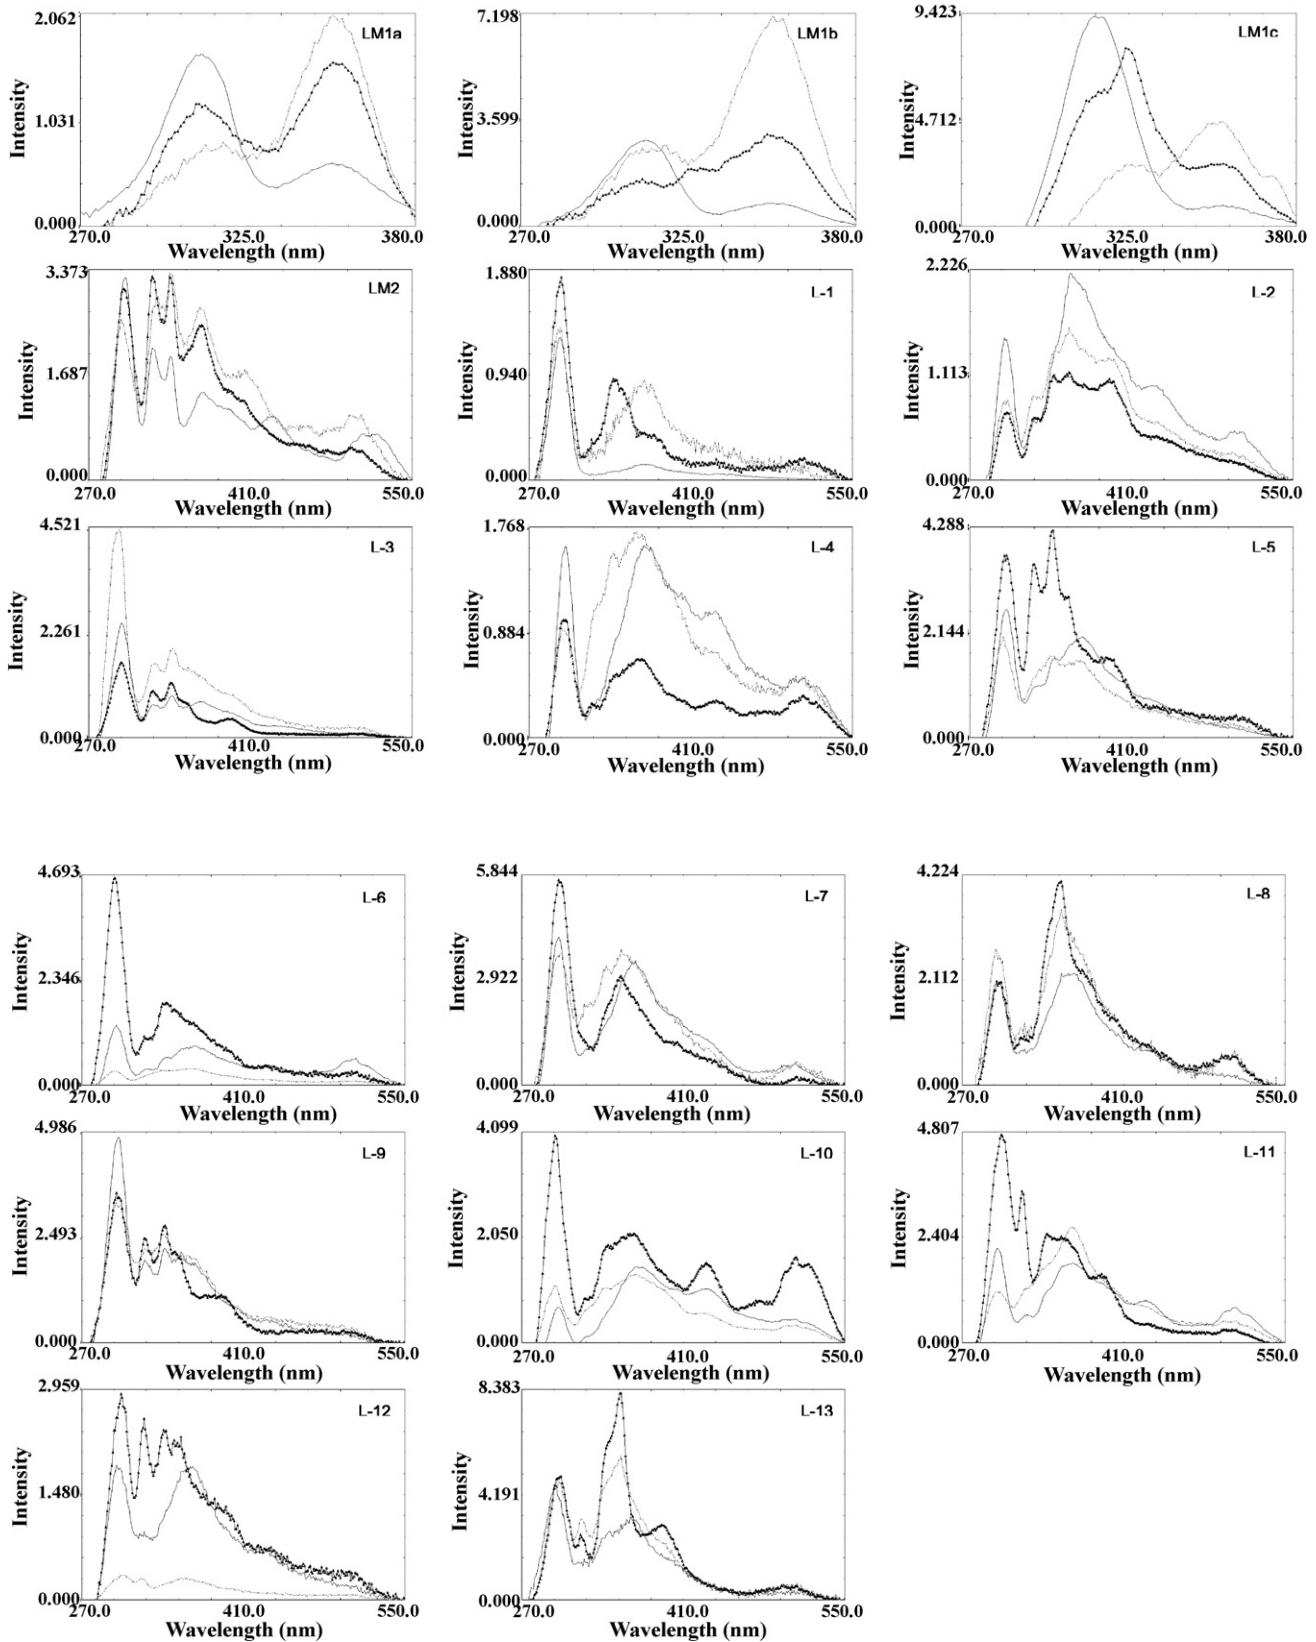 2.062
LM1a
Intensity
1.031
0.000
270.0 325.0 380.0
Wavelength (nm)
7.198
LM1b
Intensity
3.599
0.000
270.0 325.0 380.0
Wavelength (nm)
9.423
LM1c
Intensity
4.712
0.000
270.0 325.0 380.0
Wavelength (nm)
3.373
LM2
Intensity
1.687
0.000
270.0 410.0 550.0
Wavelength (nm)
1.880
L-1
Intensity
0.940
0.000
270.0 410.0 550.0
Wavelength (nm)
2.226
L-2
Intensity
1.113
0.000
270.0 410.0 550.0
Wavelength (nm)
4.521
L-3
Intensity
2.261
0.000
270.0 410.0 550.0
Wavelength (nm)
1.768
L-4
Intensity
0.884
0.000
270.0 410.0 550.0
Wavelength (nm)
4.288
L-5
Intensity
2.144
0.000
270.0 410.0 550.0
Wavelength (nm)
4.693
L-6
Intensity
2.346
0.000
270.0 410.0 550.0
Wavelength (nm)
5.844
L-7
Intensity
2.922
0.000
270.0 410.0 550.0
Wavelength (nm)
4.224
L-8
Intensity
2.112
0.000
270.0 410.0 550.0
Wavelength (nm)
4.986
L-9
Intensity
2.493
0.000
270.0 410.0 550.0
Wavelength (nm)
4.099
L-10
Intensity
2.050
0.000
270.0 410.0 550.0
Wavelength (nm)
4.807
L-11
Intensity
2.404
0.000
270.0 410.0 550.0
Wavelength (nm)
2.959
L-12
Intensity
1.480
0.000
270.0 410.0 550.0
Wavelength (nm)
8.383
L-13
Intensity
4.191
0.000
270.0 410.0 550.0
Wavelength (nm)